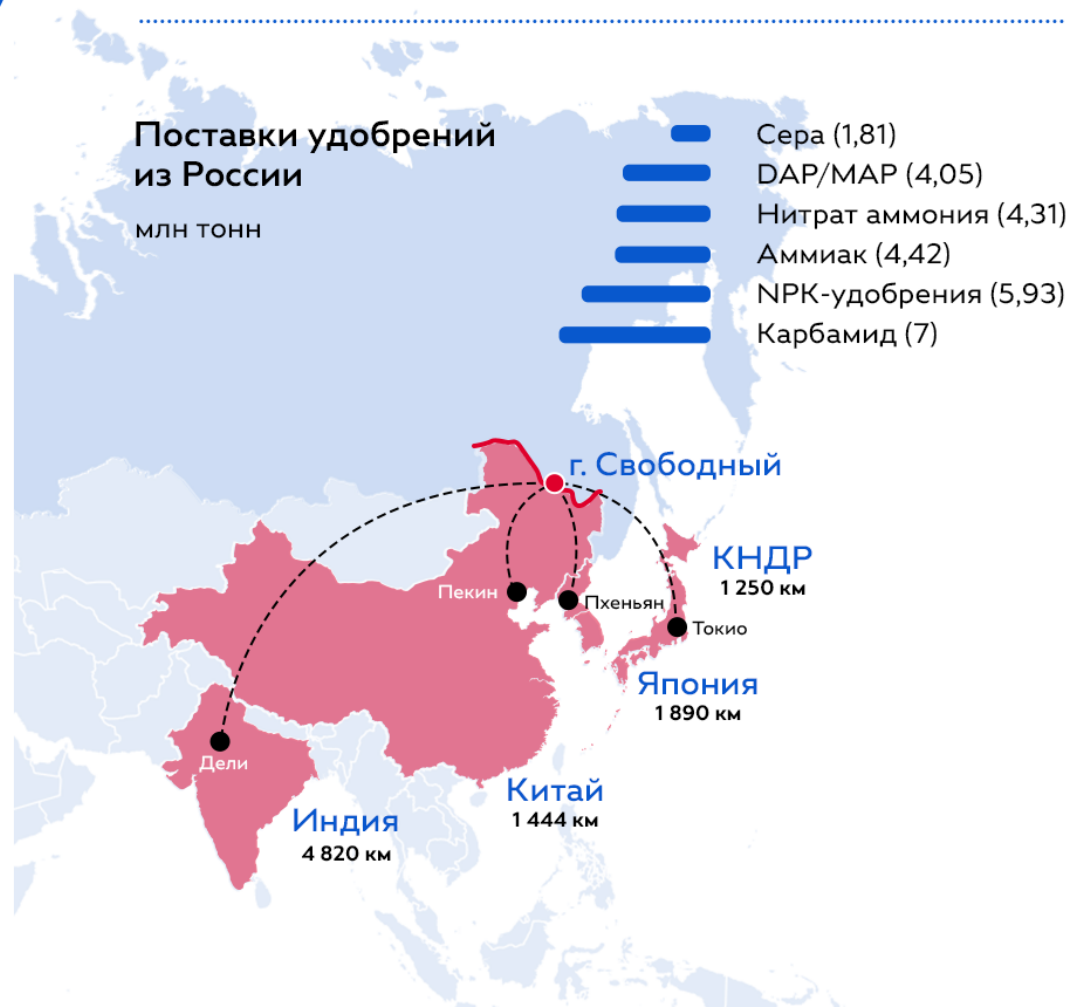 Поставки удобрений
из России
млн тонн
Сера (1,81)
DAP/MAP (4,05)
Нитрат аммония (4,31)
Аммиак (4,42)
NPK-удобрения (5,93)
Карбамид (7)
г. Свободный
КНДР
1 250 км
Пекин
Пхеньян
Токио
Япония
1 890 км
Дели
Китай
1 444 км
Индия
4 820 км